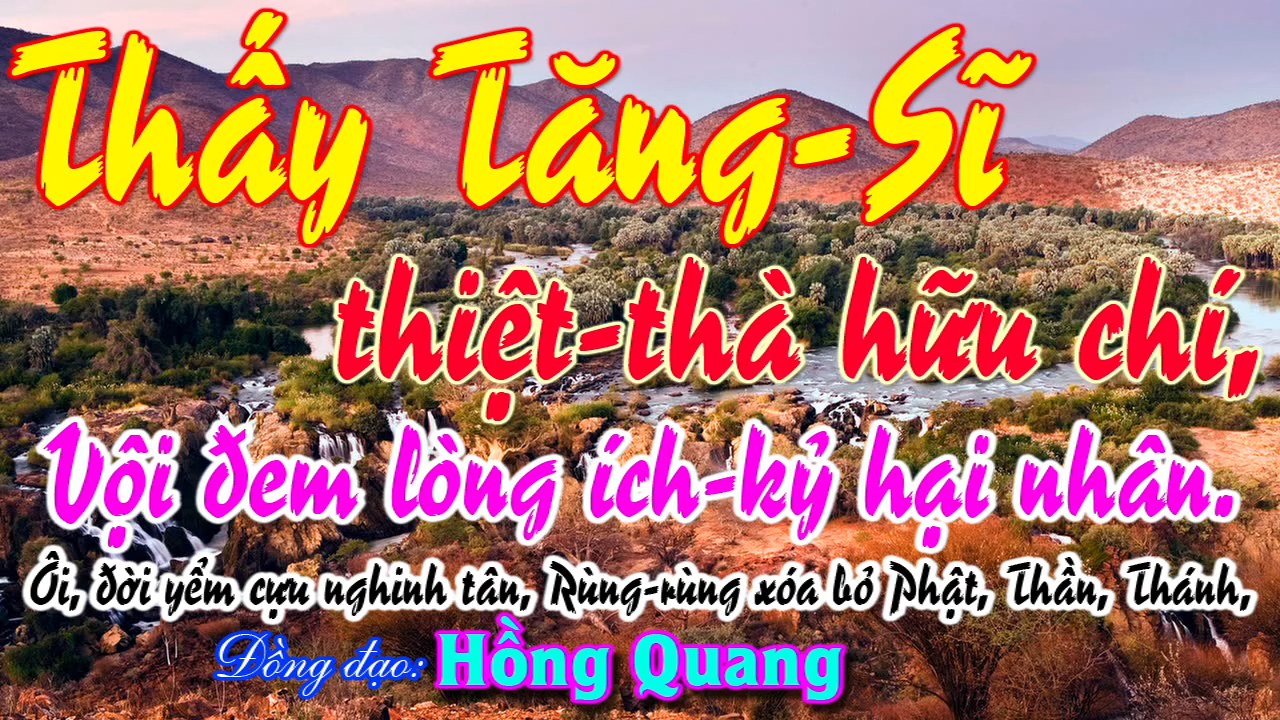 Thấy Tăng-Sĩ
thiệt-thà hữu chí,
Vội đem lòng ích-kỷ hại nhân.
Ôi, đời yểm cựu nghinh tân, Rùng-rùng xóa bỏ Phật, Thần, Thánh,
Đồng đạo: Hồng Quang